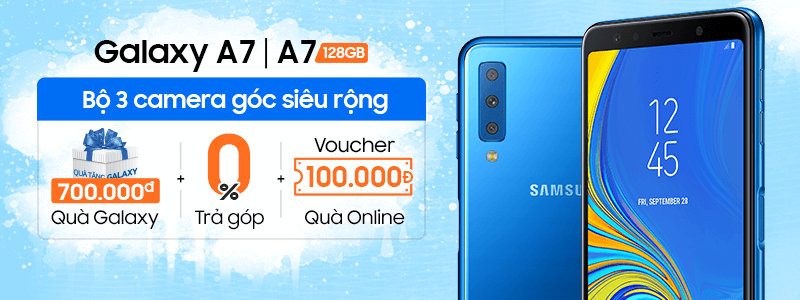 Galaxy A7 | A7 128GB
Bộ 3 camera góc siêu rộng
QUÀ TẶNG GALAXY
700.000đ
Quà Galaxy
+
0%
Trả góp
+
Voucher
100.000Đ
Quà Online
SAMSU
12
45
FRI, SEPTEMBER 28